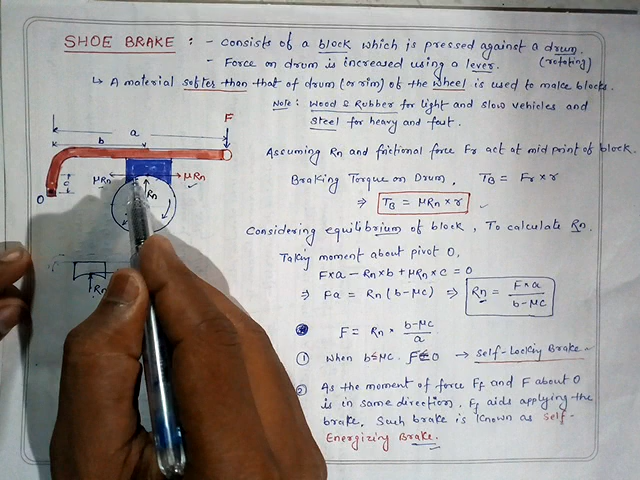 SHOE BRAKE : - Consists of a block which is pressed against a drum.
(rotating)
- Force on drum is increased using a lever.
↳ A material softer than that of drum (or rim) of the wheel is used to make blocks.
Note: Wood & Rubber for light and slow vehicles and
Steel for heavy and fast.
F
a
b
c
O
μRn
μRn
Rn
Rn
Assuming Rn and frictional force Fr act at mid point of block.
Braking Torque on Drum, TB = Fr × r
⇒ TB = μRn × r
Considering equilibrium of block, To calculate Rn.
Taking moment about pivot O,
F×a - Rn×b + μRn×c = 0
⇒ Fa = Rn (b-μc) ⇒ Rn = F×a / b-μc
F = Rn × b-μc / a
① When b≤μc. F≤0 → Self-Locking Brake
② As the moment of force Ff and F about O
is in same direction. Ff aids applying the
brake. Such brake is known as Self-
Energizing Brake.